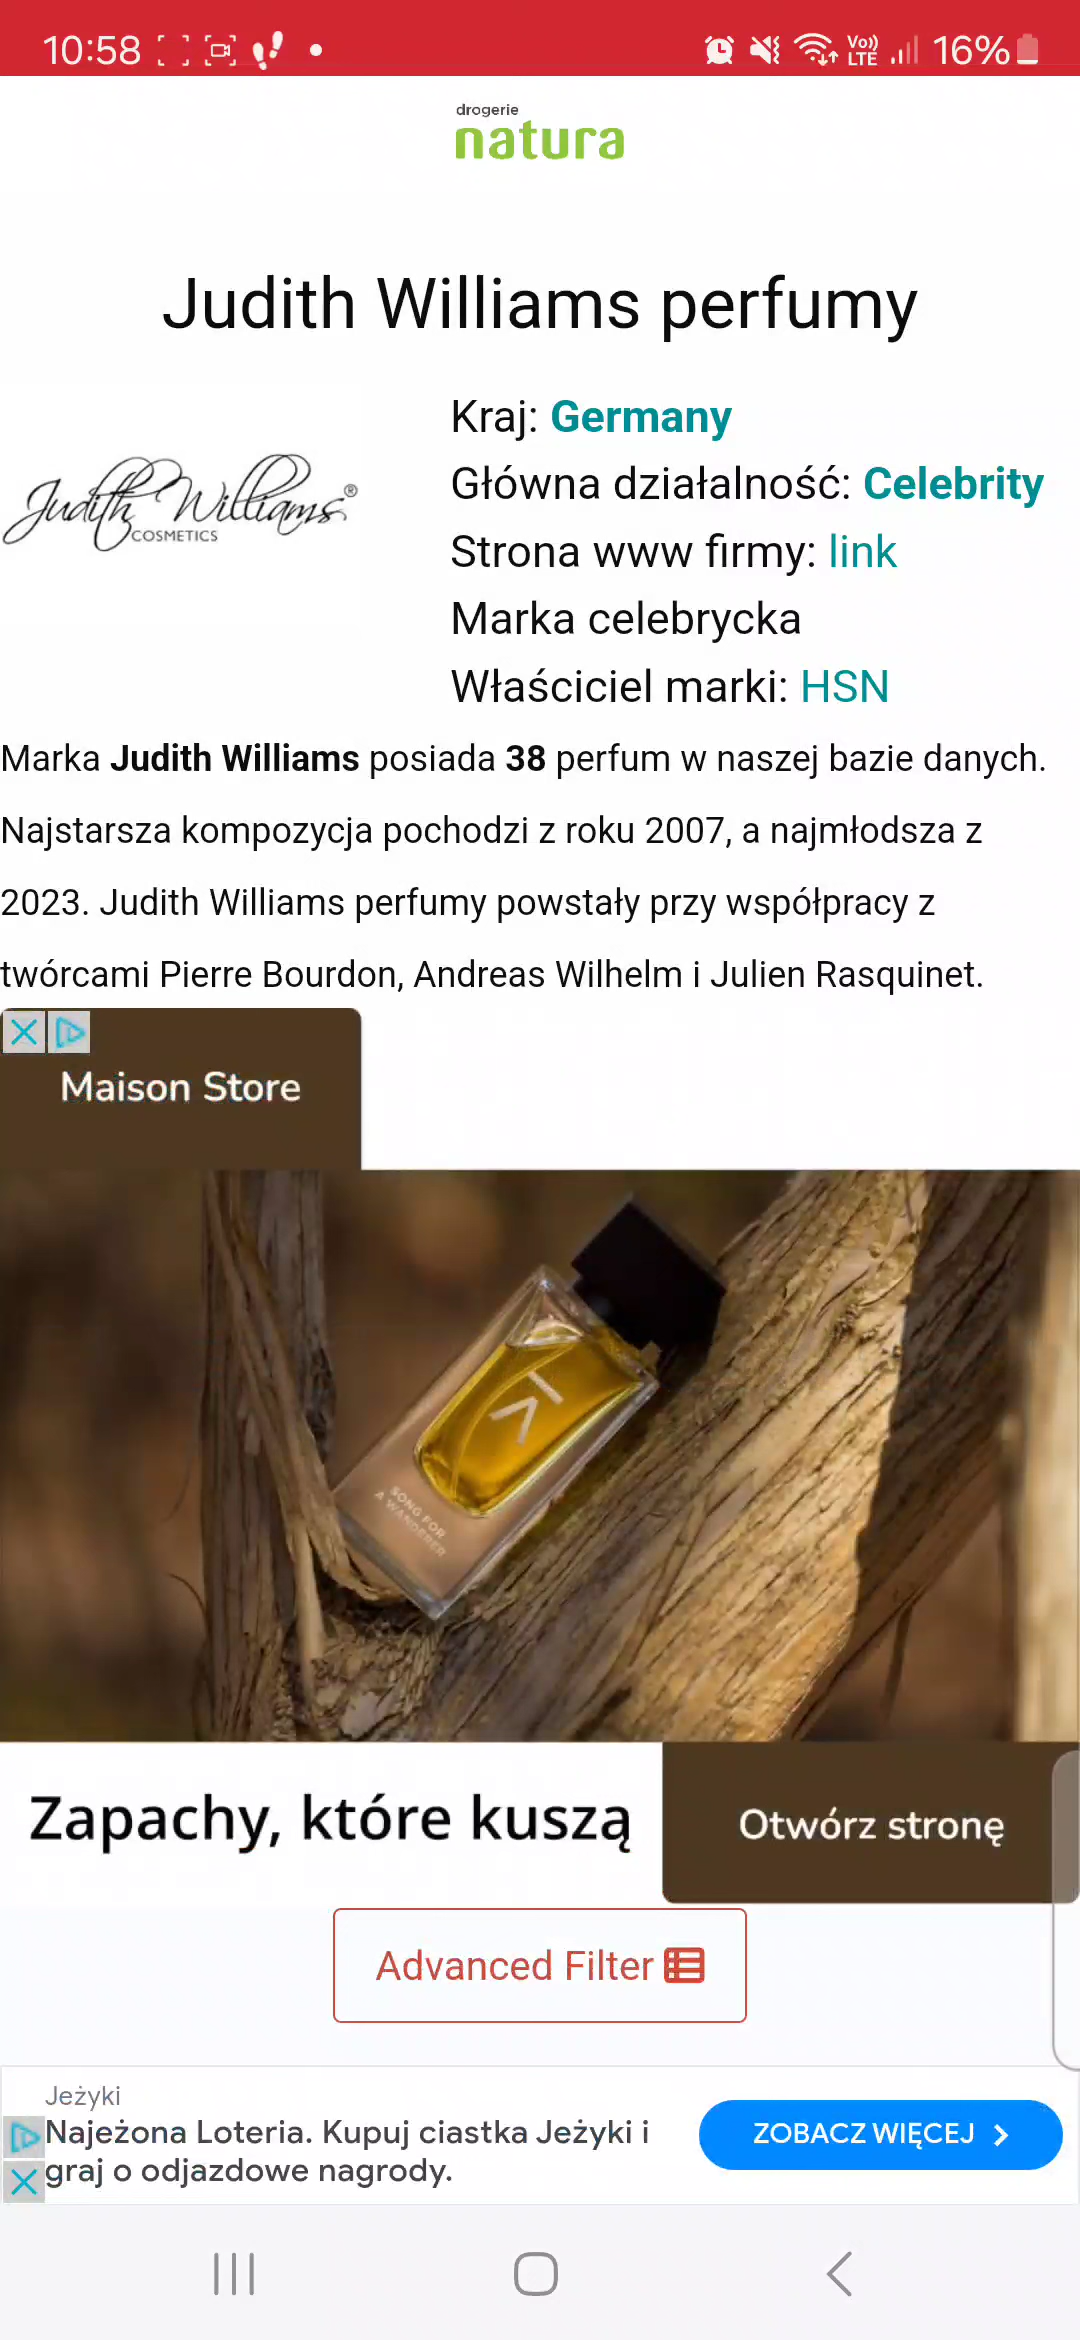 10:58
Vo))
LTE
16%
drogerie
natura
Judith Williams perfumy
Judith Williams®
COSMETICS
Kraj: Germany
Główna działalność: Celebrity
Strona www firmy: link
Marka celebrycka
Właściciel marki: HSN
Marka Judith Williams posiada 38 perfum w naszej bazie danych.
Najstarsza kompozycja pochodzi z roku 2007, a najmłodsza z
2023. Judith Williams perfumy powstały przy współpracy z
twórcami Pierre Bourdon, Andreas Wilhelm i Julien Rasquinet.
Maison Store
SONG FOR
A WANDERER
Zapachy, które kuszą
Otwórz stronę
Advanced Filter
Jeżyki
Najeżona Loteria. Kupuj ciastka Jeżyki i
graj o odjazdowe nagrody.
ZOBACZ WIĘCEJ